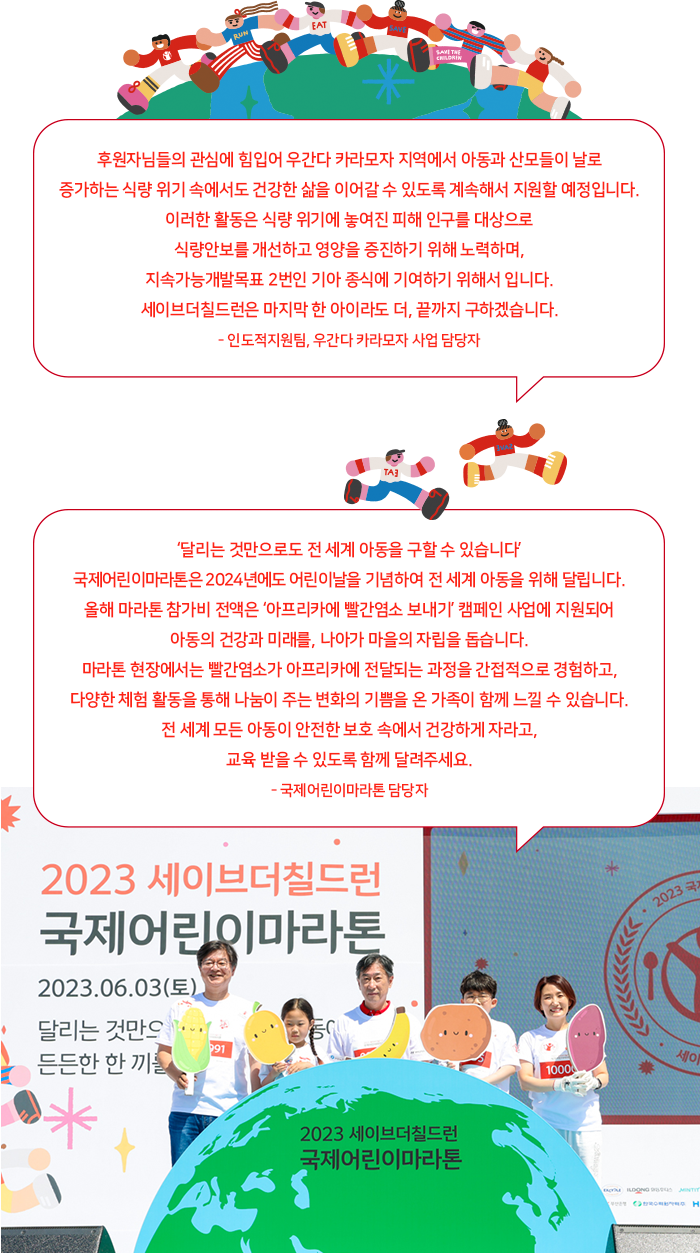 RUN
EAT
SAVE THE
CHILDREN
후원자님들의 관심에 힘입어 우간다 카라모자 지역에서 아동과 산모들이 날로
증가하는 식량 위기 속에서도 건강한 삶을 이어갈 수 있도록 계속해서 지원할 예정입니다.
이러한 활동은 식량 위기에 놓여진 피해 인구를 대상으로
식량안보를 개선하고 영양을 증진하기 위해 노력하며,
지속가능개발목표 2번인 기아 종식에 기여하기 위해서 입니다.
세이브더칠드런은 마지막 한 아이라도 더, 끝까지 구하겠습니다.
- 인도적지원팀, 우간다 카라모자 사업 담당자
EAT
‘달리는 것만으로도 전 세계 아동을 구할 수 있습니다’
국제어린이마라톤은 2024년에도 어린이날을 기념하여 전 세계 아동을 위해 달립니다.
올해 마라톤 참가비 전액은 ‘아프리카에 빨간염소 보내기’ 캠페인 사업에 지원되어
아동의 건강과 미래를, 나아가 마을의 자립을 돕습니다.
마라톤 현장에서는 빨간염소가 아프리카에 전달되는 과정을 간접적으로 경험하고,
다양한 체험 활동을 통해 나눔이 주는 변화의 기쁨을 온 가족이 함께 느낄 수 있습니다.
전 세계 모든 아동이 안전한 보호 속에서 건강하게 자라고,
교육 받을 수 있도록 함께 달려주세요.
- 국제어린이마라톤 담당자
2023 세이브더칠드런
국제어린이마라톤
2023.06.03(토)
달리는 것만으
든든한 한 끼를
2023 국제
세이
991
1000
2023 세이브더칠드런
국제어린이마라톤
ILDONG
한국수력원자력㈜